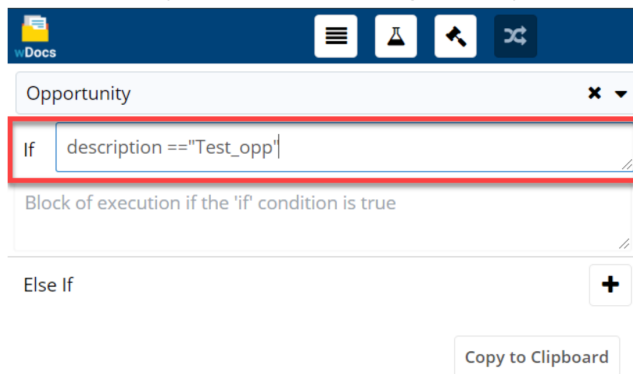 wDocs
Opportunity
If description =="Test_opp"
Block of execution if the 'if' condition is true
Else If
Copy to Clipboard